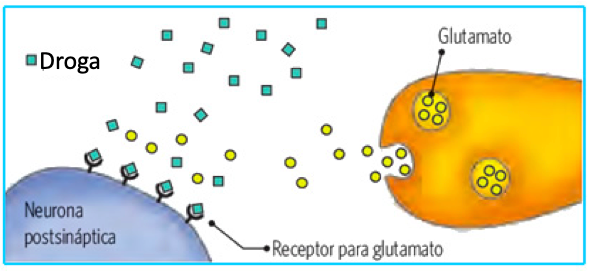 Glutamato
Droga
Neurona
postsináptica
Receptor para glutamato